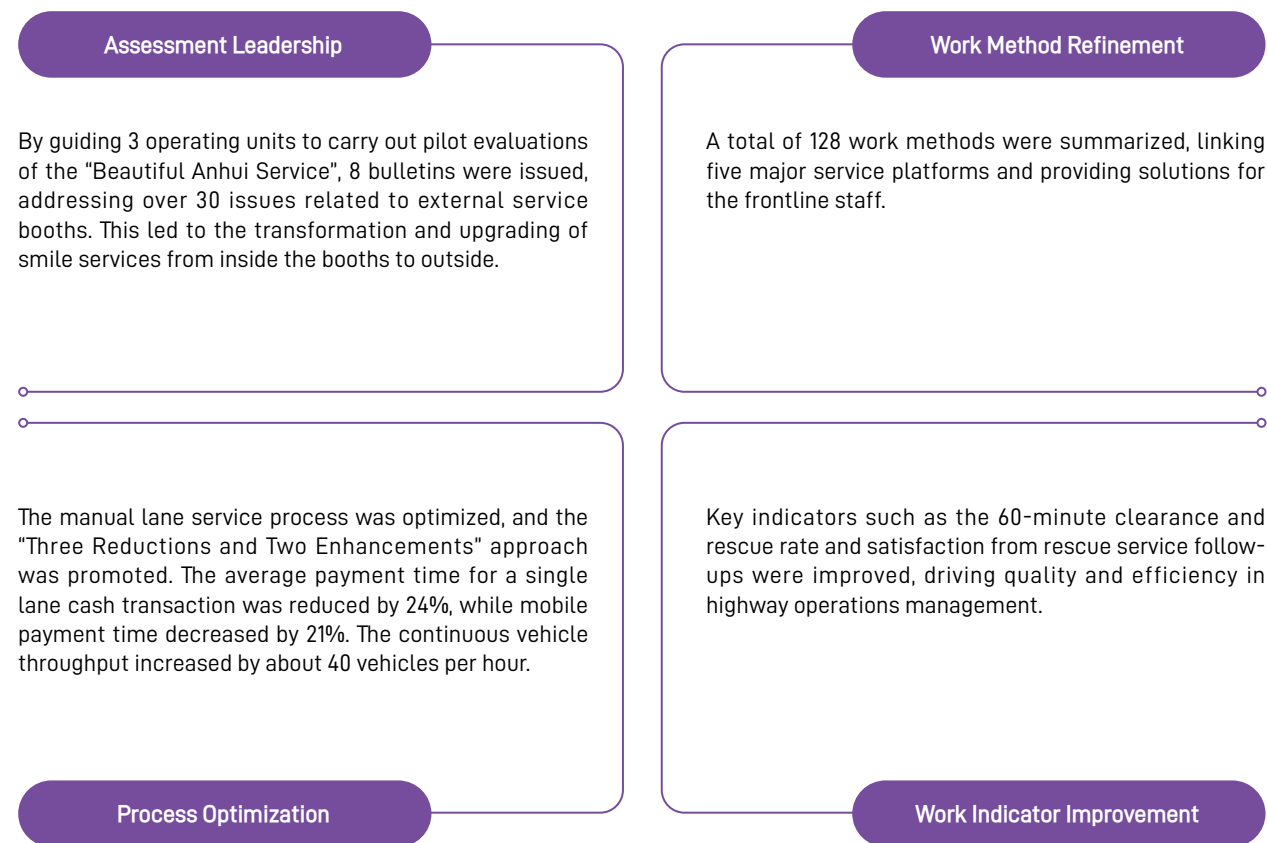 Assessment Leadership
By guiding 3 operating units to carry out pilot evaluations
of the “Beautiful Anhui Service”, 8 bulletins were issued,
addressing over 30 issues related to external service
booths. This led to the transformation and upgrading of
smile services from inside the booths to outside.
Work Method Refinement
A total of 128 work methods were summarized, linking
five major service platforms and providing solutions for
the frontline staff.
The manual lane service process was optimized, and the
“Three Reductions and Two Enhancements” approach
was promoted. The average payment time for a single
lane cash transaction was reduced by 24%, while mobile
payment time decreased by 21%. The continuous vehicle
throughput increased by about 40 vehicles per hour.
Process Optimization
Key indicators such as the 60-minute clearance and
rescue rate and satisfaction from rescue service follow-
ups were improved, driving quality and efficiency in
highway operations management.
Work Indicator Improvement